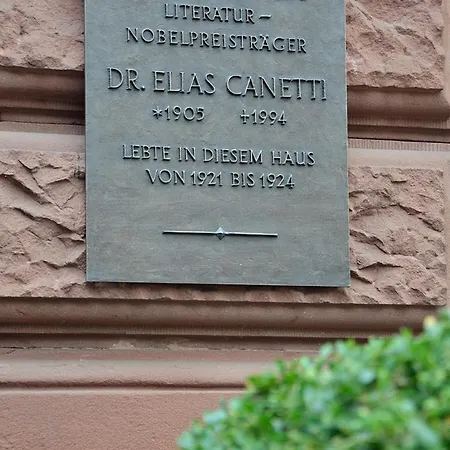 LITERATUR–
NOBELPREISTRÄGER
DR. ELIAS CANETTI
*1905 †1994
LEBTE IN DIESEM HAUS
VON 1921 BIS 1924